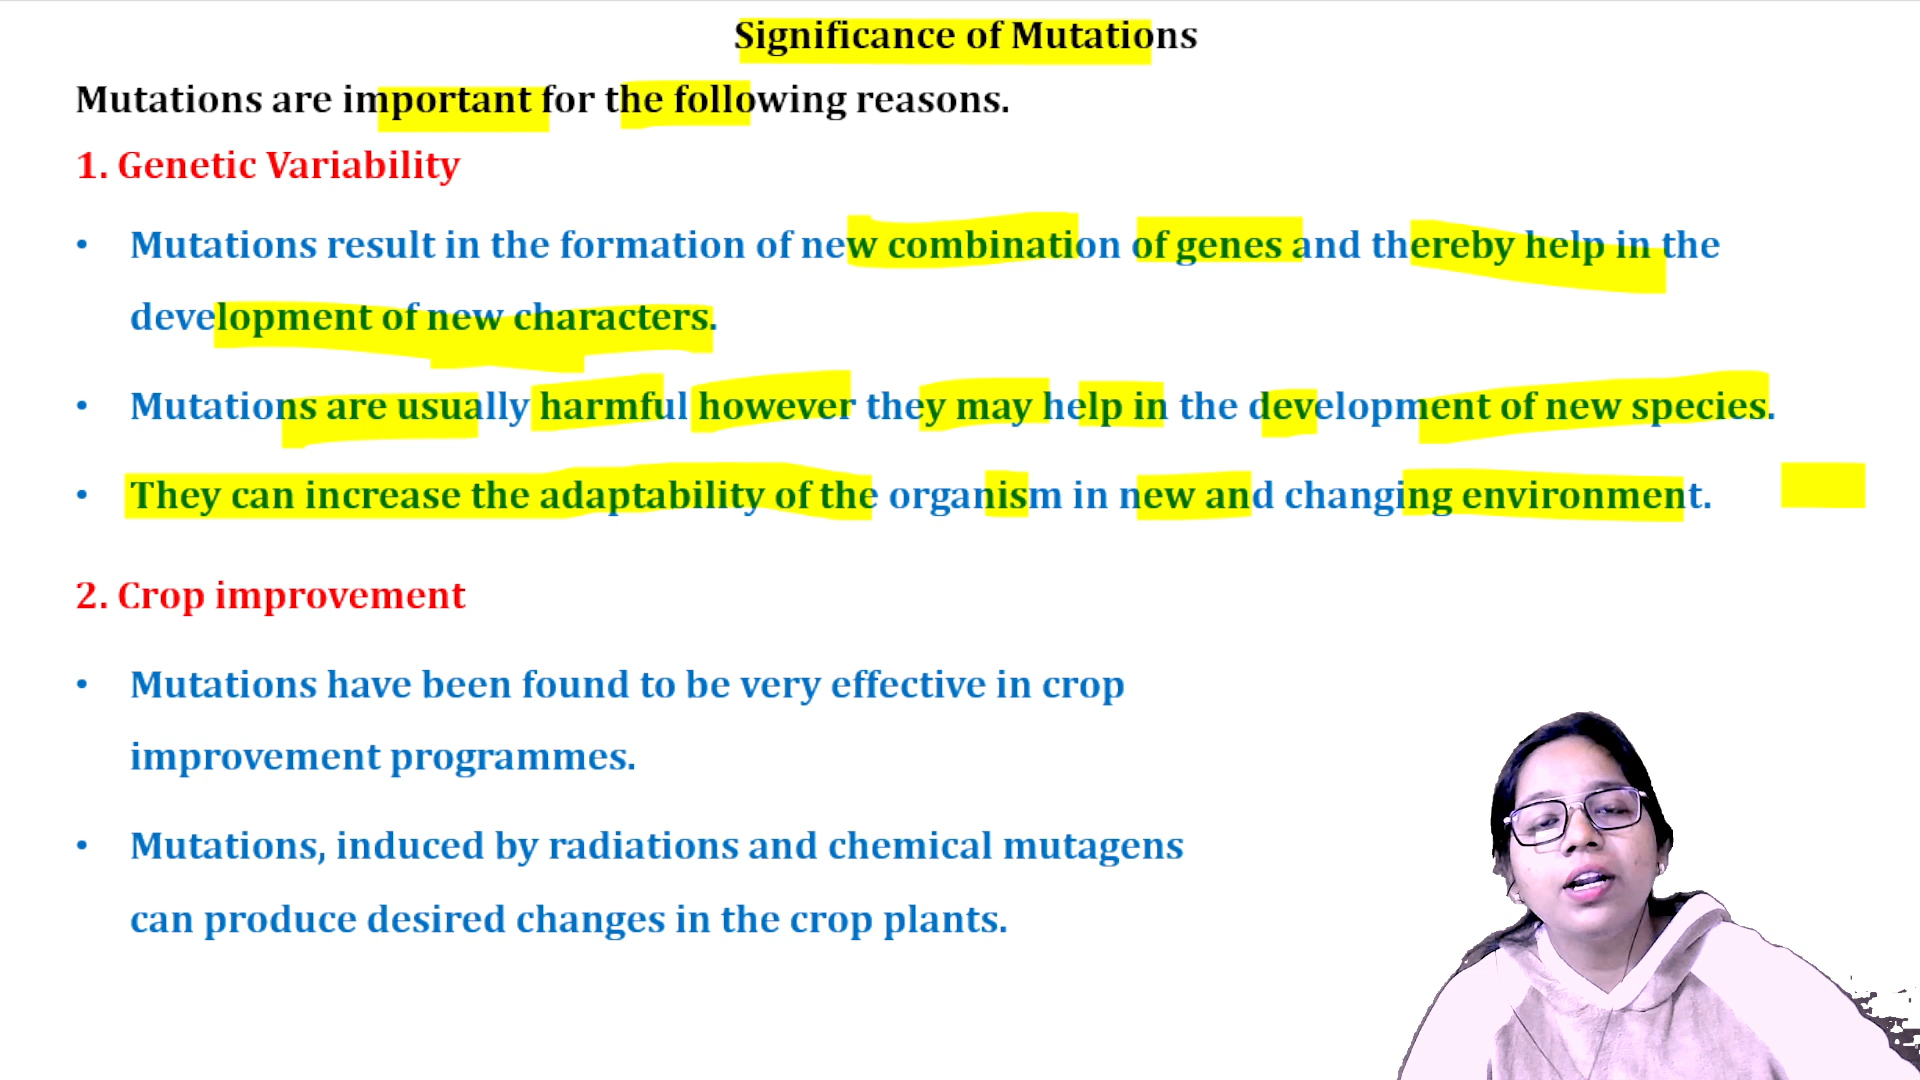 Significance of Mutations
Mutations are important for the following reasons.
1. Genetic Variability
• Mutations result in the formation of new combination of genes and thereby help in the
development of new characters.
• Mutations are usually harmful however they may help in the development of new species.
• They can increase the adaptability of the organism in new and changing environment.
2. Crop improvement
• Mutations have been found to be very effective in crop
improvement programmes.
• Mutations, induced by radiations and chemical mutagens
can produce desired changes in the crop plants.